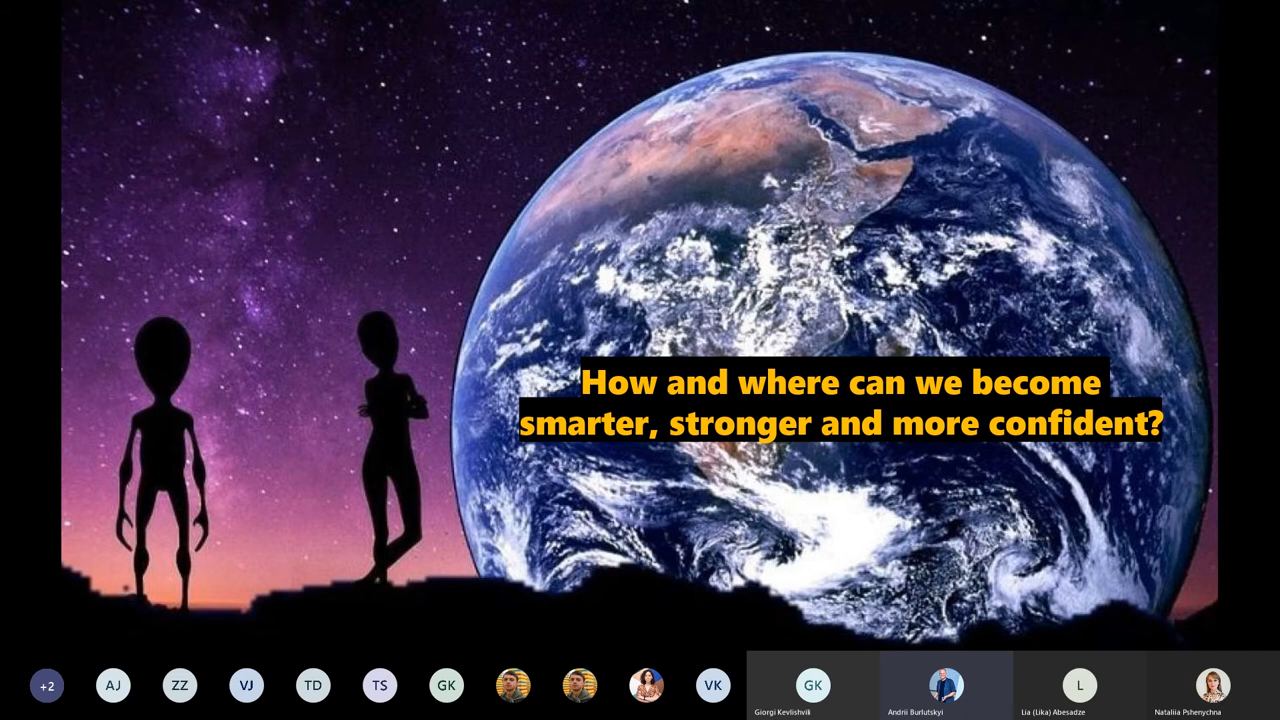 How and where can we become
smarter, stronger and more confident?
+2
AJ
ZZ
VJ
TD
TS
GK
VK
GK
Giorgi Kevlishvili
Andrii Burlutskyi
L
Lia (Lika) Abesadze
Nataliia Pshenychna